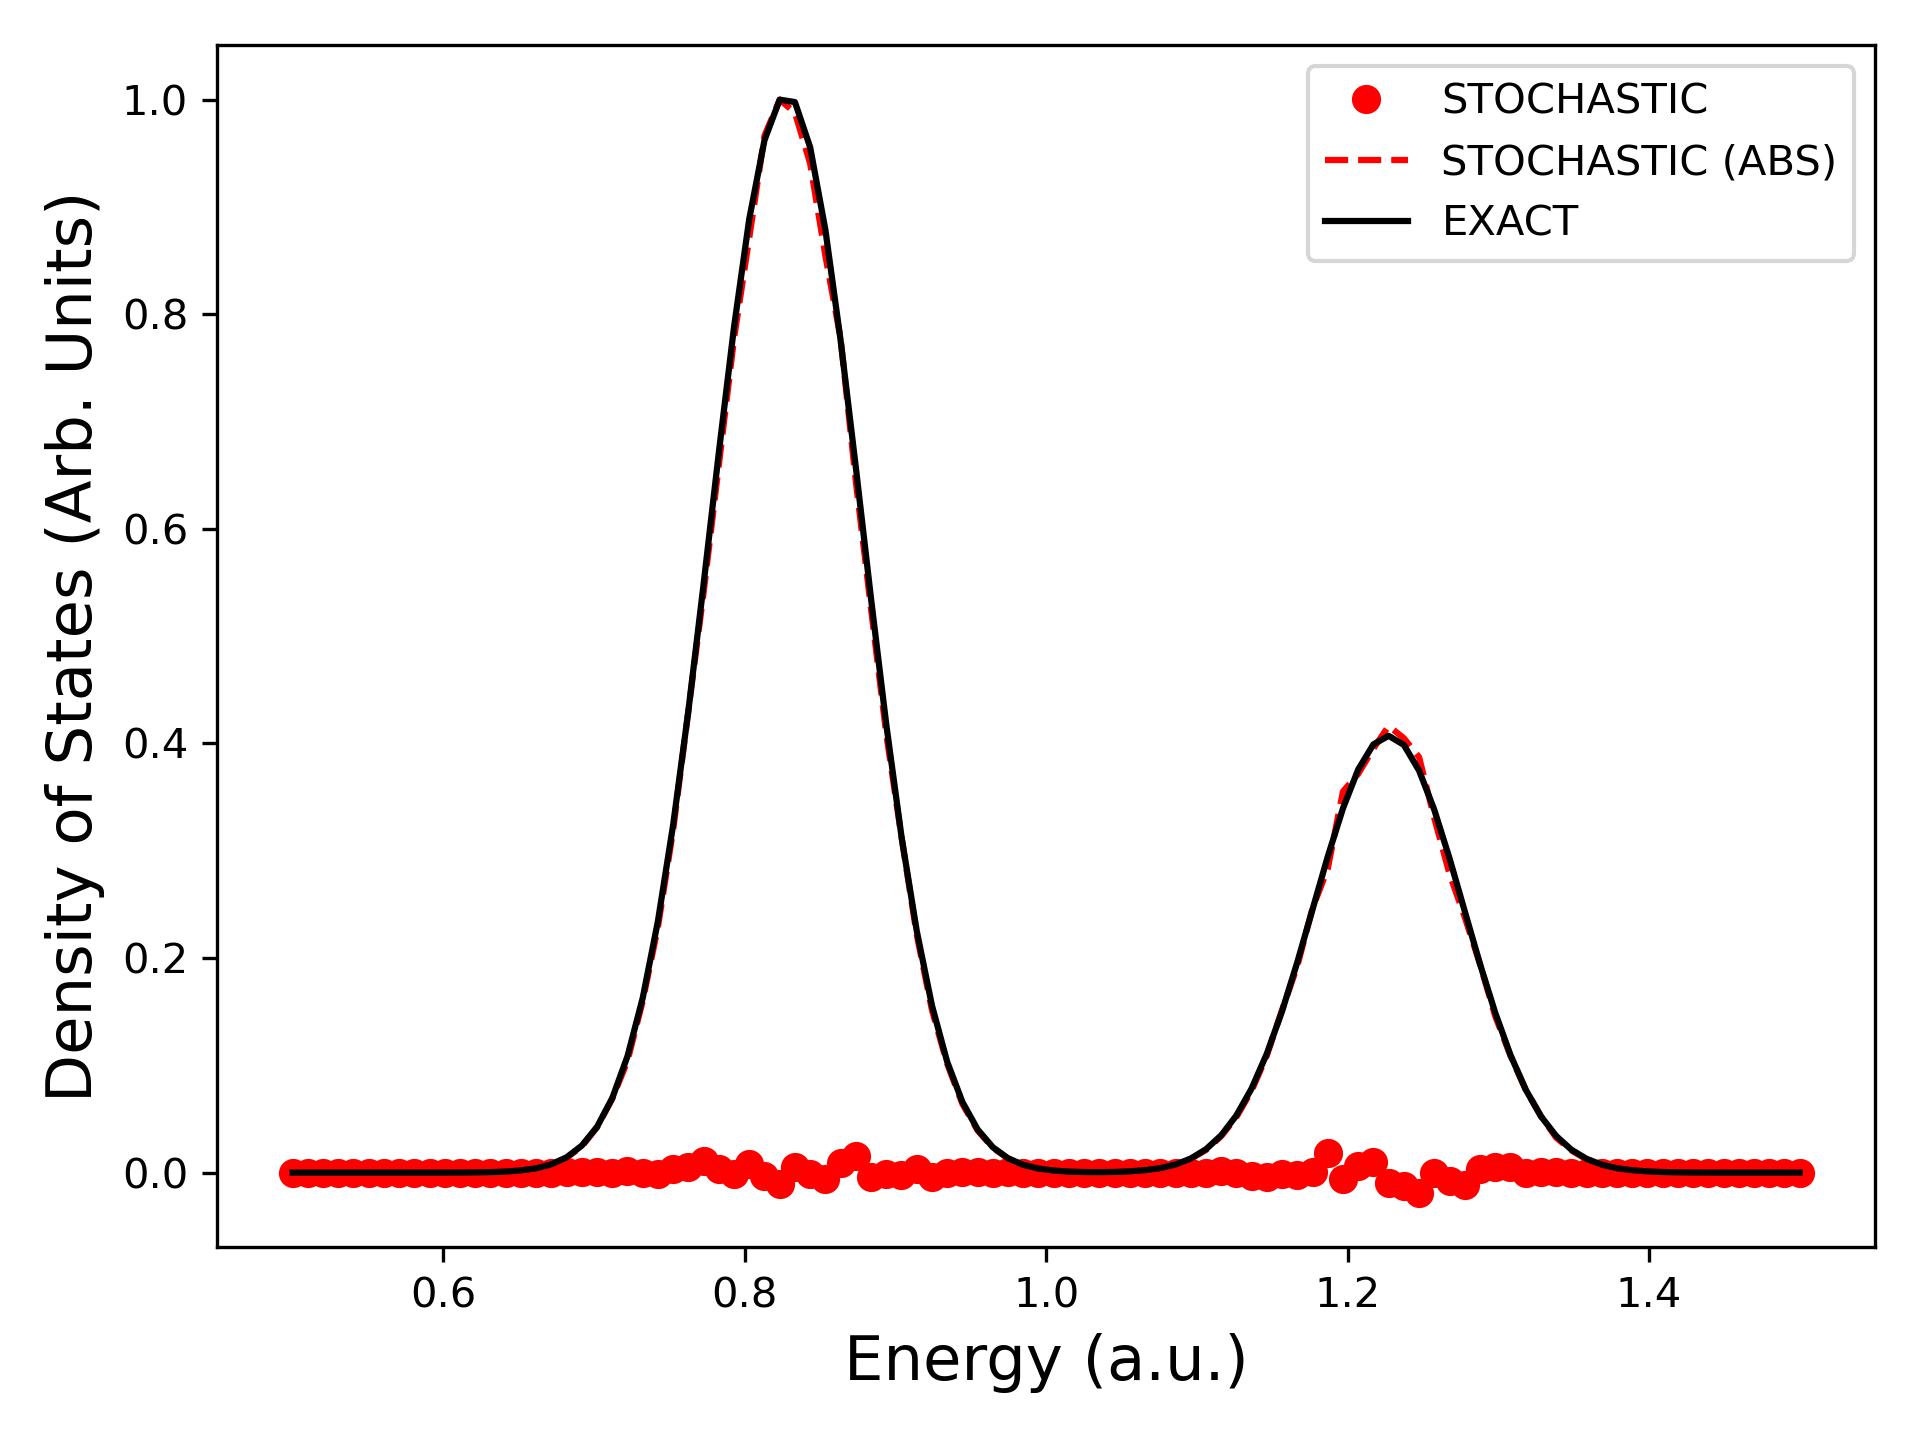 STOCHASTIC
STOCHASTIC (ABS)
EXACT
Density of States (Arb. Units)
1.0
0.8
0.6
0.4
0.2
0.0
0.6 0.8 1.0 1.2 1.4
Energy (a.u.)